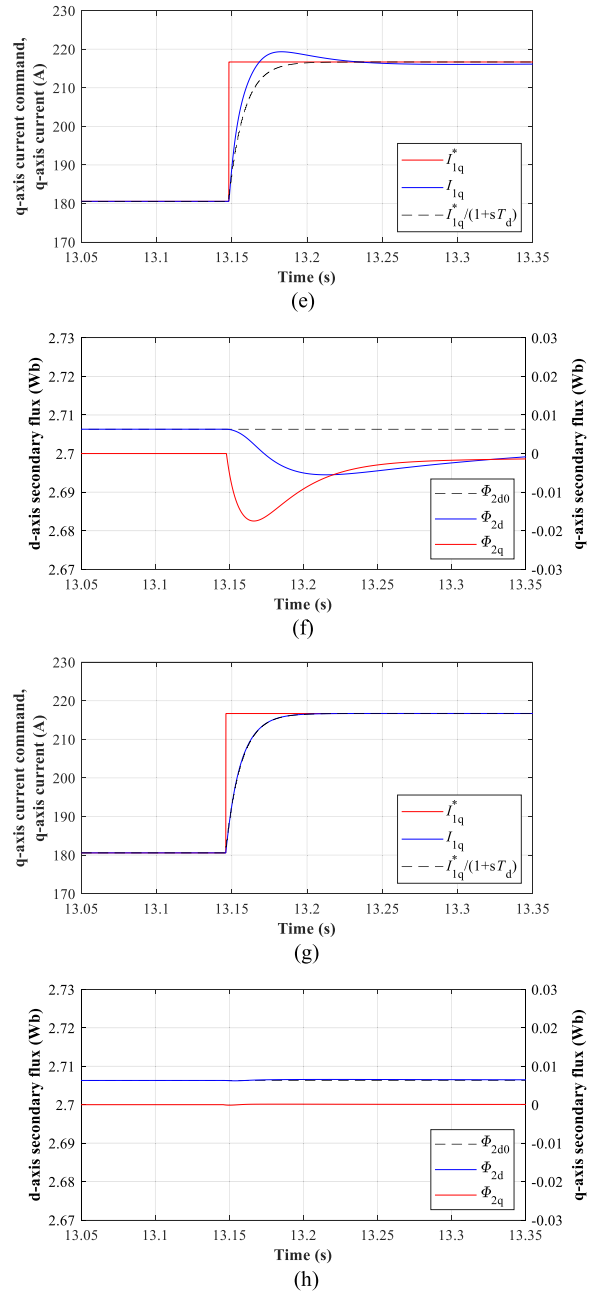 q-axis current command,
q-axis current (A)
230
220
210
200
190
180
170
I*1q
I1q
I*1q/(1+sTd)
13.05 13.1 13.15 13.2 13.25 13.3 13.35
Time (s)
(e)
d-axis secondary flux (Wb)
2.73
2.72
2.71
2.7
2.69
2.68
2.67
0.03
0.02
0.01
0
-0.01
-0.02
-0.03
q-axis secondary flux (Wb)
Φ2d0
Φ2d
Φ2q
13.05 13.1 13.15 13.2 13.25 13.3 13.35
Time (s)
(f)
q-axis current command,
q-axis current (A)
230
220
210
200
190
180
170
I*1q
I1q
I*1q/(1+sTd)
13.05 13.1 13.15 13.2 13.25 13.3 13.35
Time (s)
(g)
d-axis secondary flux (Wb)
2.73
2.72
2.71
2.7
2.69
2.68
2.67
0.03
0.02
0.01
0
-0.01
-0.02
-0.03
q-axis secondary flux (Wb)
Φ2d0
Φ2d
Φ2q
13.05 13.1 13.15 13.2 13.25 13.3 13.35
Time (s)
(h)